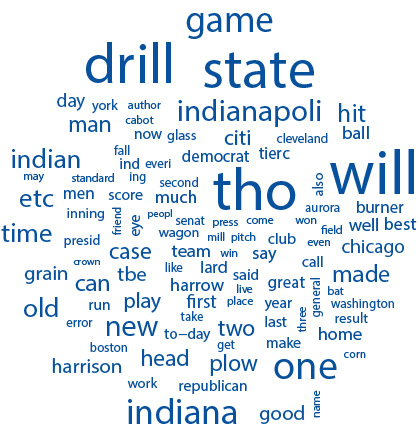 game
drill state
day york author indianapoli hit
man cabot now glass citi cleveland ball
indian fall ind everi democrat tierc
may standard ing second tho also will
etc men score much aurora burner
inning friend eye peopl senat press come won well best
time presid wagon mill pitch club field even chicago
crown case team win say
grain can tbe like lard said call made
old run play harrow live great general bat
error new first place year three washington
take to-day two last result
boston get make home
harrison head plow one corn
work republican
indiana good name